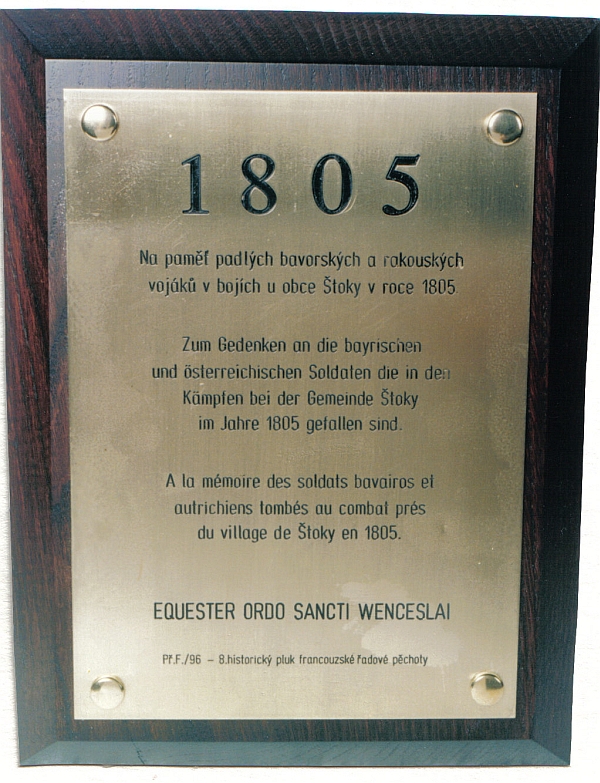 1805
Na paměť padlých bavorských a rakouských
vojáků v bojích u obce Štoky v roce 1805
Zum Gedenken an die bayrischen
und österreichischen Soldaten die in den
Kämpfen bei der Gemeinde Štoky
im Jahre 1805 gefallen sind.
A la mémoire des soldats bavairos et
autrichiens tombés au combat prés
du village de Štoky en 1805.
EQUESTER ORDO SANCTI WENCESLAI
Př.F./96 - 8.historický pluk francouzské řadové pěchoty